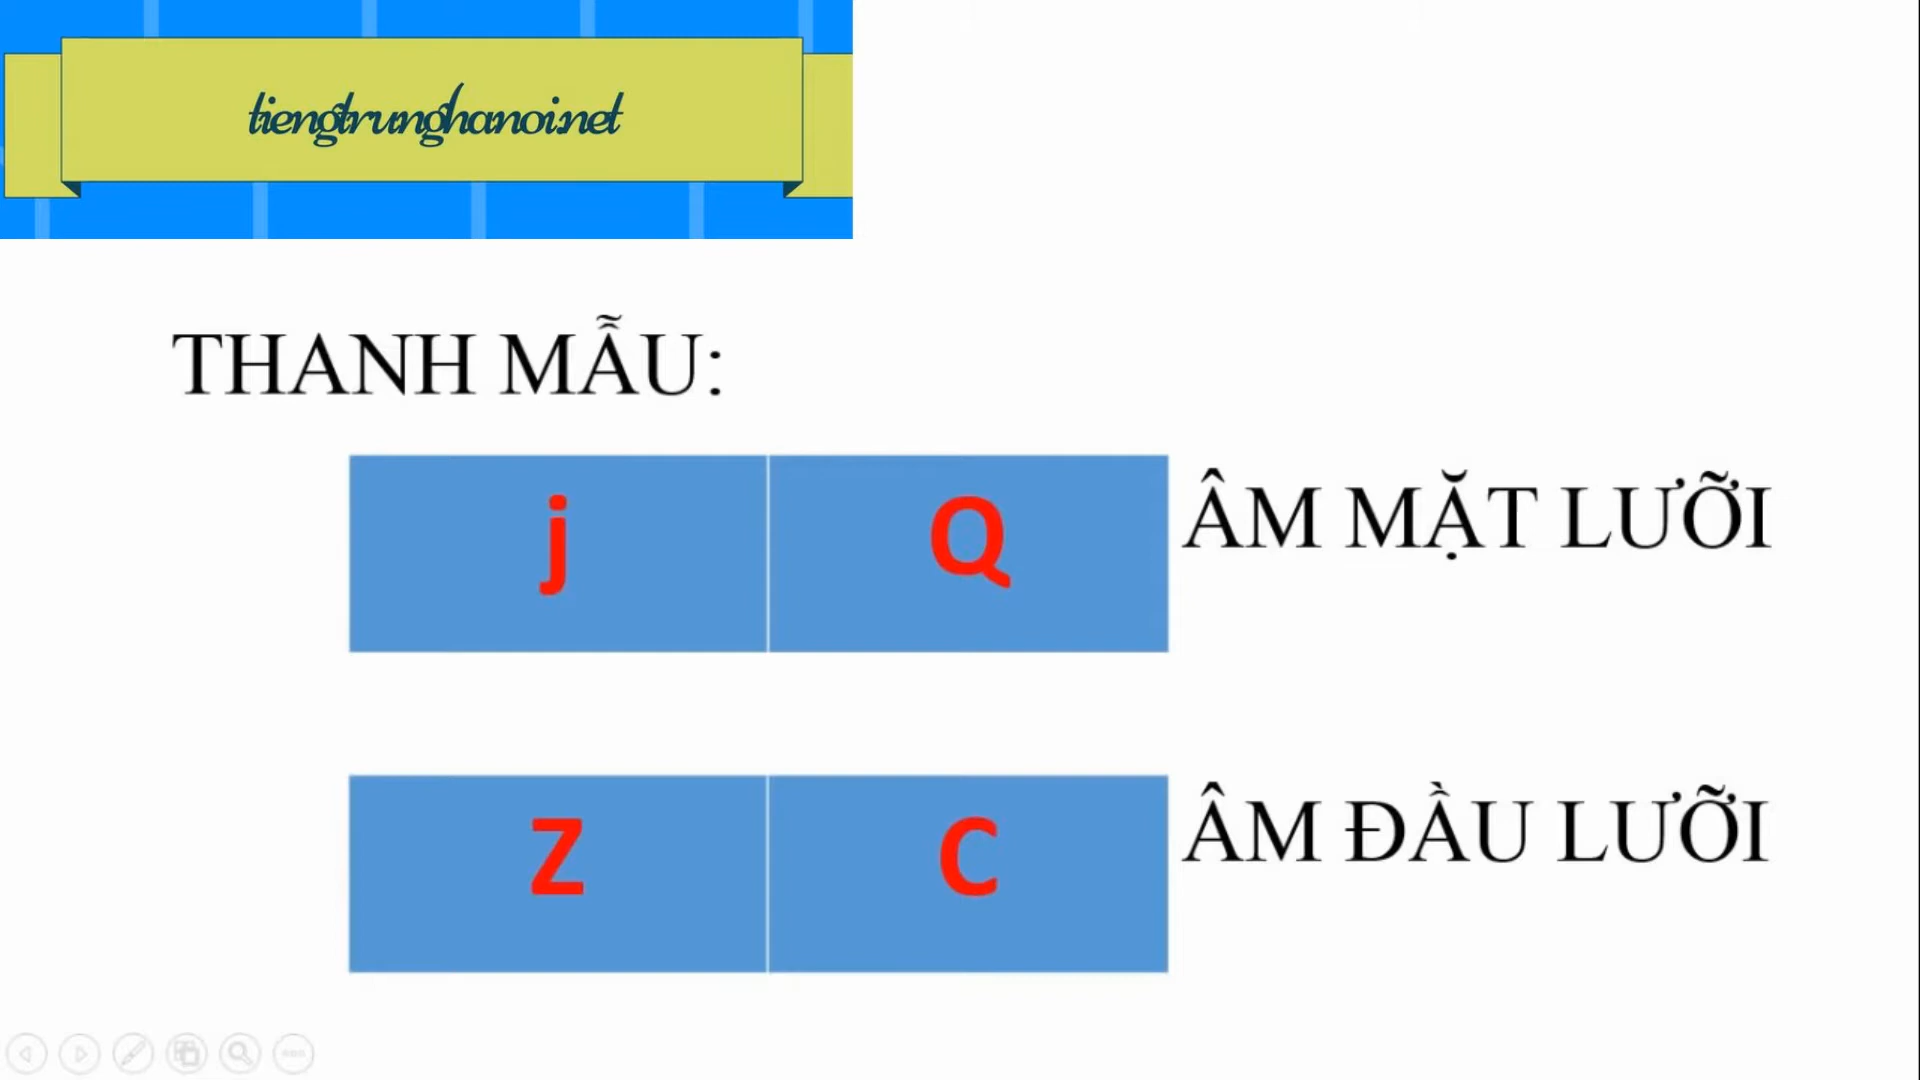 tiengtrunghanoi.net
THANH MẪU:
j Q ÂM MẶT LƯỠI
Z C ÂM ĐẦU LƯỠI